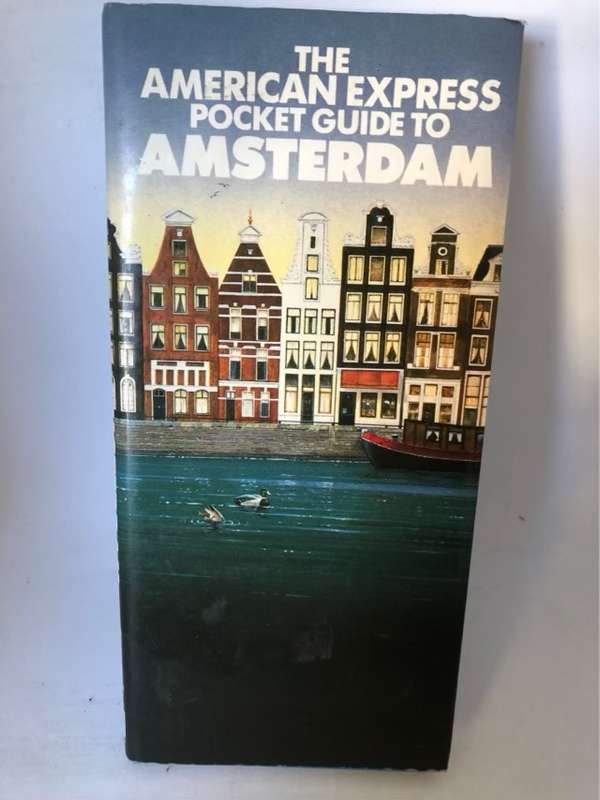 THE
AMERICAN EXPRESS
POCKET GUIDE TO
AMSTERDAM